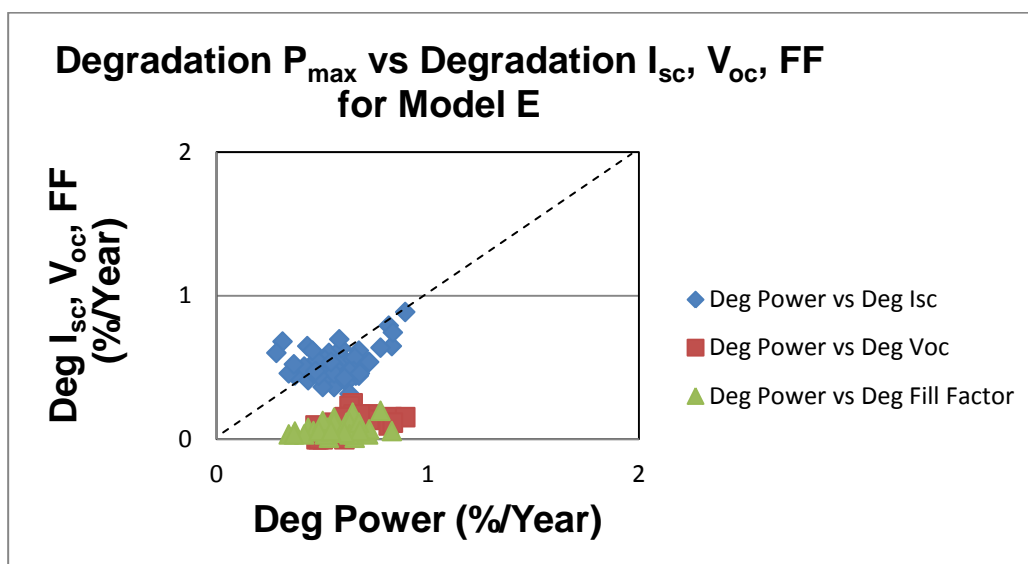 Degradation Pmax vs Degradation Isc, Voc, FF
for Model E
Deg Isc, Voc, FF
(%/Year)
2
1
0
0
1
2
Deg Power (%/Year)
Deg Power vs Deg Isc
Deg Power vs Deg Voc
Deg Power vs Deg Fill Factor